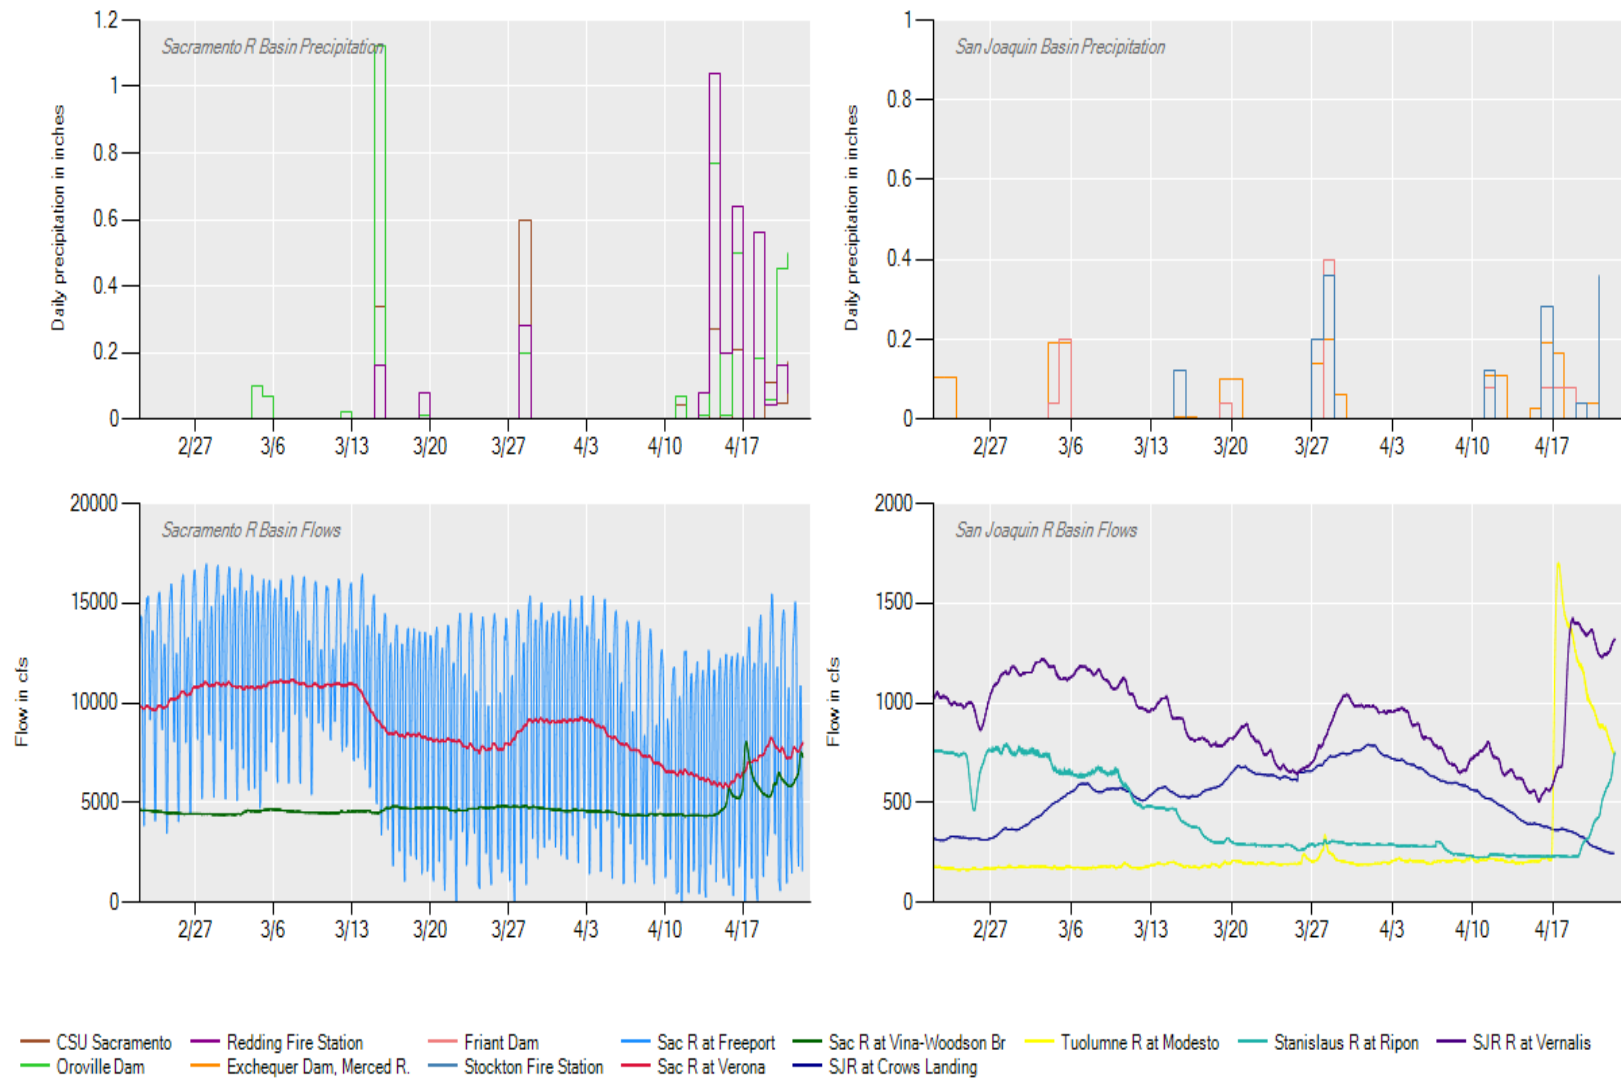 Sacramento R Basin Precipitation
Daily precipitation in inches
1.2
1
0.8
0.6
0.4
0.2
0
2/27 3/6 3/13 3/20 3/27 4/3 4/10 4/17
San Joaquin Basin Precipitation
Daily precipitation in inches
1
0.8
0.6
0.4
0.2
0
2/27 3/6 3/13 3/20 3/27 4/3 4/10 4/17
Sacramento R Basin Flows
Flow in cfs
20000
15000
10000
5000
0
2/27 3/6 3/13 3/20 3/27 4/3 4/10 4/17
San Joaquin R Basin Flows
Flow in cfs
2000
1500
1000
500
0
2/27 3/6 3/13 3/20 3/27 4/3 4/10 4/17
CSU Sacramento Redding Fire Station Friant Dam Sac R at Freeport Sac R at Vina-Woodson Br Tuolumne R at Modesto Stanislaus R at Ripon SJR R at Vernalis
Oroville Dam Exchequer Dam, Merced R. Stockton Fire Station Sac R at Verona SJR at Crows Landing